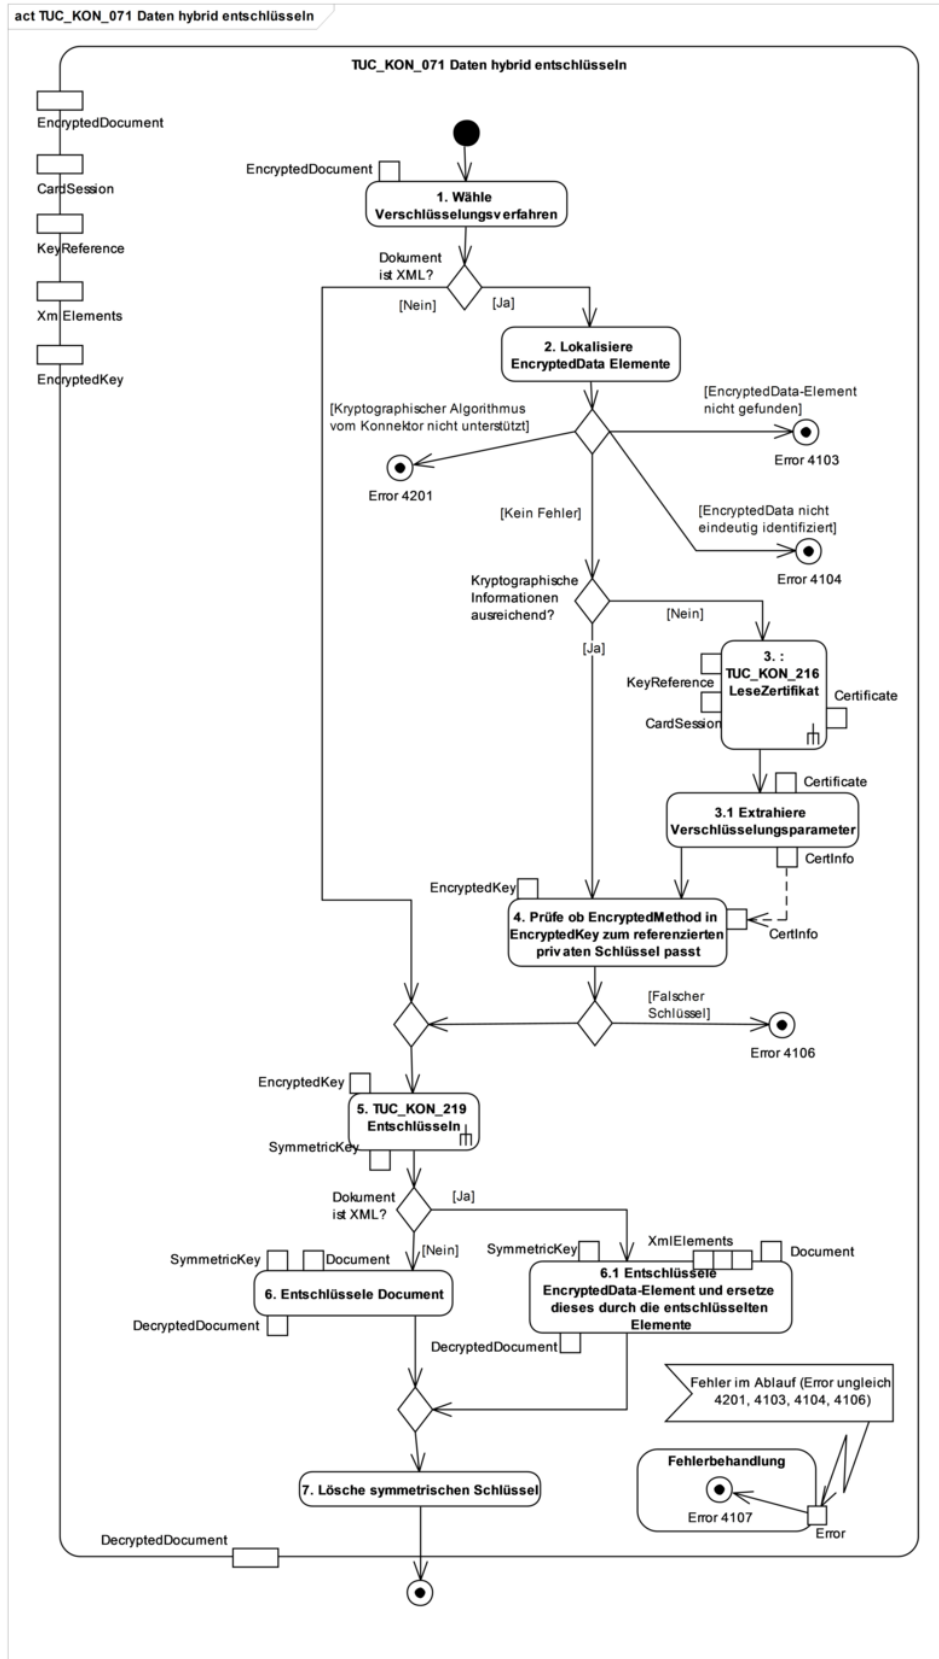 act TUC_KON_071 Daten hybrid entschlüsseln
TUC_KON_071 Daten hybrid entschlüsseln
EncryptedDocument
CardSession
KeyReference
XmlElements
EncryptedKey
EncryptedDocument
1. Wähle
Verschlüsselungsverfahren
Dokument
ist XML?
[Nein]
[Ja]
2. Lokalisiere
EncryptedData Elemente
[Kryptographischer Algorithmus
vom Konnektor nicht unterstützt]
[EncryptedData-Element
nicht gefunden]
Error 4103
Error 4201
[Kein Fehler]
[EncryptedData nicht
eindeutig identifiziert]
Error 4104
Kryptographische
Informationen
ausreichend?
[Nein]
[Ja]
3. :
TUC_KON_216
LeseZertifikat
KeyReference
CardSession
Certificate
Certificate
3.1 Extrahiere
Verschlüsselungsparameter
CertInfo
EncryptedKey
4. Prüfe ob EncryptedMethod in
EncryptedKey zum referenzierten
privaten Schlüssel passt
CertInfo
[Falscher
Schlüssel]
Error 4106
EncryptedKey
5. TUC_KON_219
Entschlüsseln
SymmetricKey
Dokument
ist XML?
[Ja]
[Nein]
SymmetricKey
Document
6. Entschlüssele Document
DecryptedDocument
SymmetricKey
XmlElements
Document
6.1 Entschlüssele
EncryptedData-Element und ersetze
dieses durch die entschlüsselten
Elemente
DecryptedDocument
Fehler im Ablauf (Error ungleich
4201, 4103, 4104, 4106)
Fehlerbehandlung
Error 4107
Error
7. Lösche symmetrischen Schlüssel
DecryptedDocument